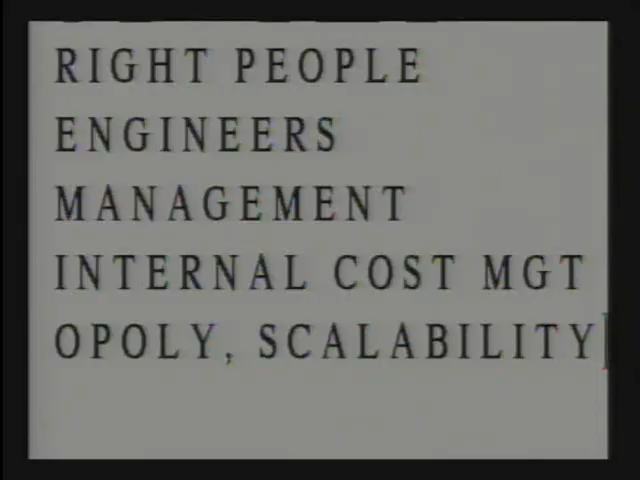 RIGHT PEOPLE
ENGINEERS
MANAGEMENT
INTERNAL COST MGT
OPOLY, SCALABILITY